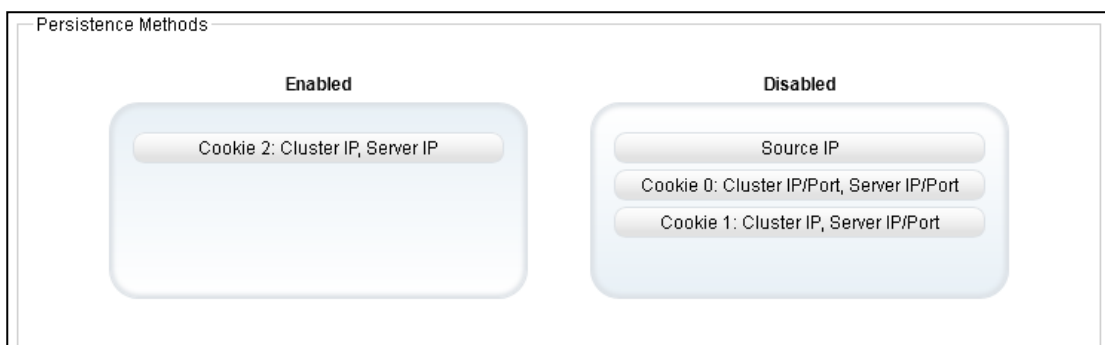 Persistence Methods
Enabled
Disabled
Cookie 2: Cluster IP, Server IP
Source IP
Cookie 0: Cluster IP/Port, Server IP/Port
Cookie 1: Cluster IP, Server IP/Port